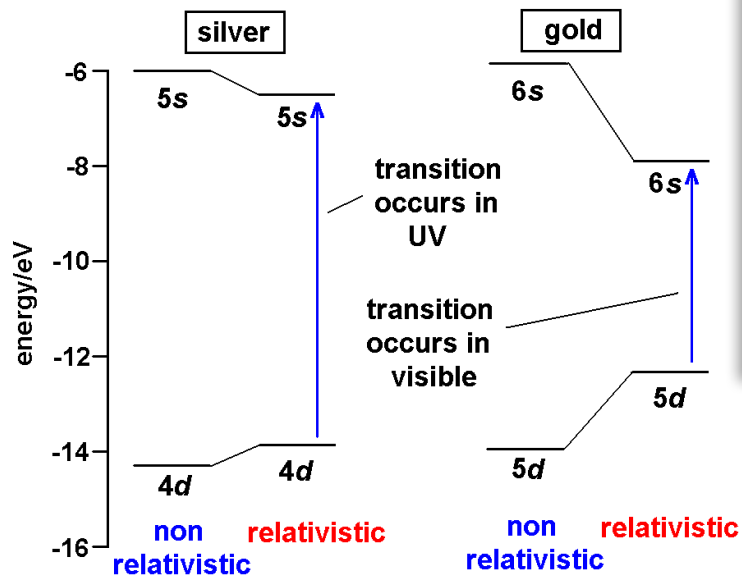 silver
gold
energy/eV
-6
-8
-10
-12
-14
-16
5s
5s
4d
4d
transition
occurs in
UV
6s
6s
5d
5d
transition
occurs in
visible
non
relativistic
relativistic
non
relativistic
relativistic